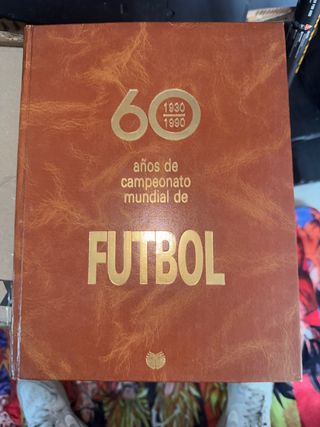 60
1930
1990
años de
campeonato
mundial de
FUTBOL